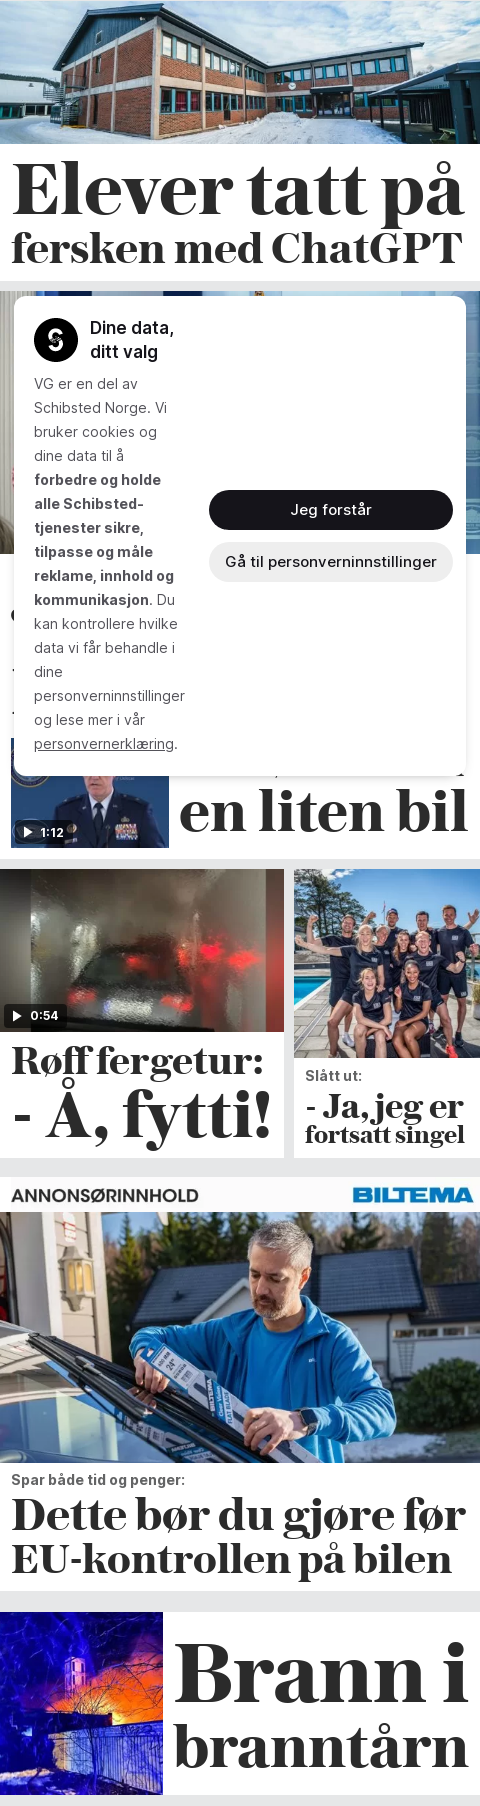 Elever tatt på
fersken med ChatGPT
Dine data,
ditt valg
VG er en del av
Schibsted Norge. Vi
bruker cookies og
dine data til å
forbedre og holde
alle Schibsted-
tjenester sikre,
tilpasse og måle
reklame, innhold og
kommunikasjon. Du
kan kontrollere hvilke
data vi får behandle i
dine
personverninnstillinger
og lese mer i vår
personvernerklæring.
Jeg forstår
Gå til personverninnstillinger
1:12
en liten bil
0:54
Røff fergetur:
- Å, fytti!
Slått ut:
- Ja, jeg er
fortsatt singel
ANNONSØRINNHOLD
BILTEMA
24"
BILTEMA
Spar både tid og penger:
Dette bør du gjøre før
EU-kontrollen på bilen
Brann i
branntårn